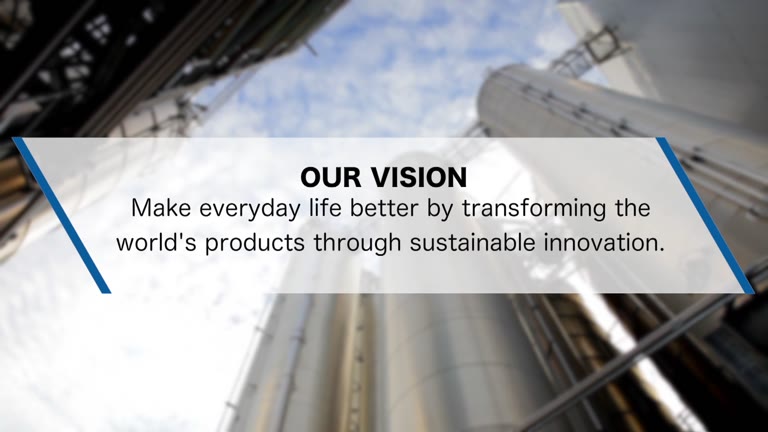 OUR VISION
Make everyday life better by transforming the
world's products through sustainable innovation.